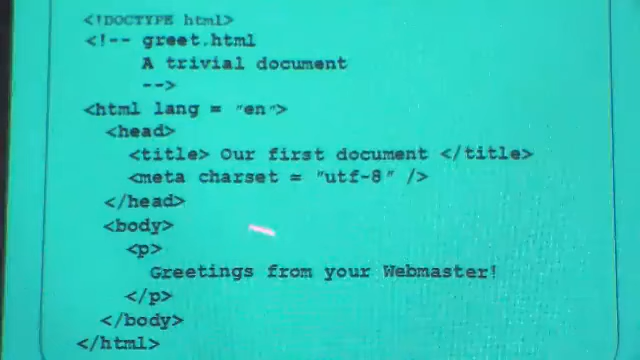 <!DOCTYPE html>
<!-- greet.html
A trivial document
-->
<html lang = "en">
<head>
<title> Our first document </title>
<meta charset = "utf-8" />
</head>
<body>
<p>
Greetings from your Webmaster!
</p>
</body>
</html>